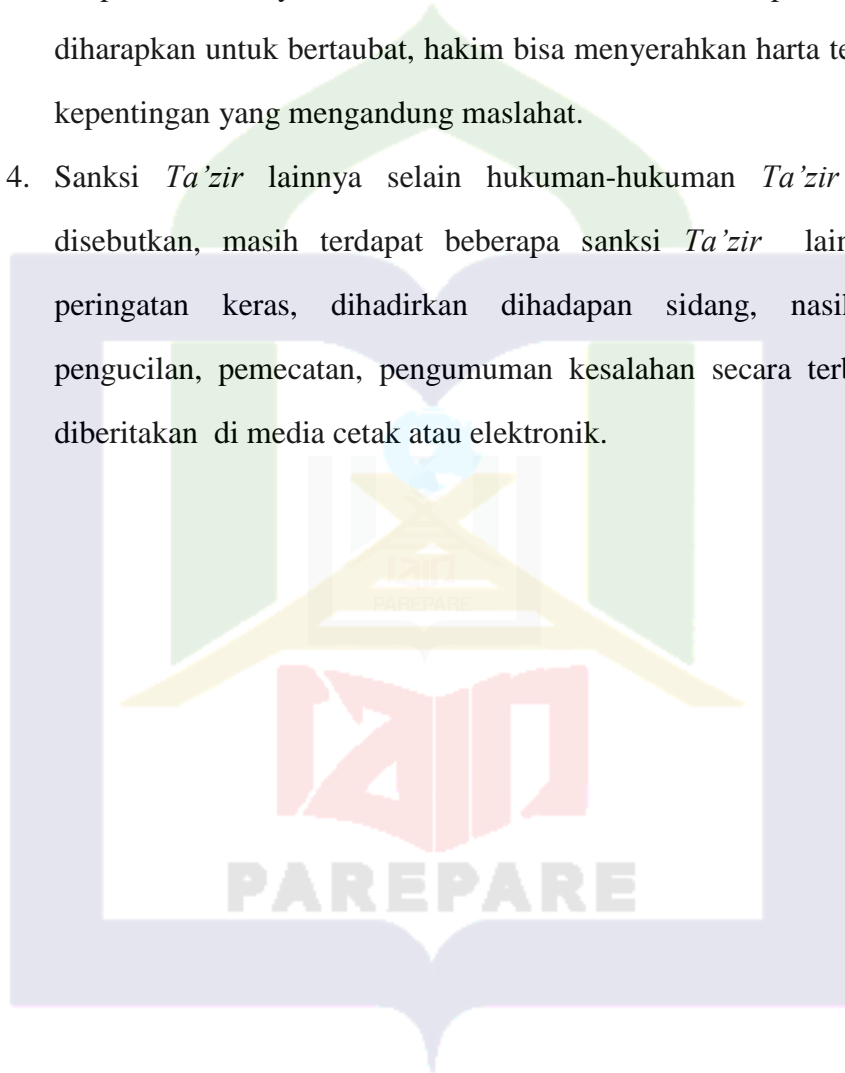 diharapkan untuk bertaubat, hakim bisa menyerahkan harta
kepentingan yang mengandung maslahat.
4. Sanksi Ta’zir lainnya selain hukuman-hukuman Ta’zir
disebutkan, masih terdapat beberapa sanksi Ta’zir
peringatan keras, dihadirkan dihadapan sidang,
pengucilan, pemecatan, pengumuman kesalahan secara
diberitakan di media cetak atau elektronik.
PAREPARE
PAREPARE